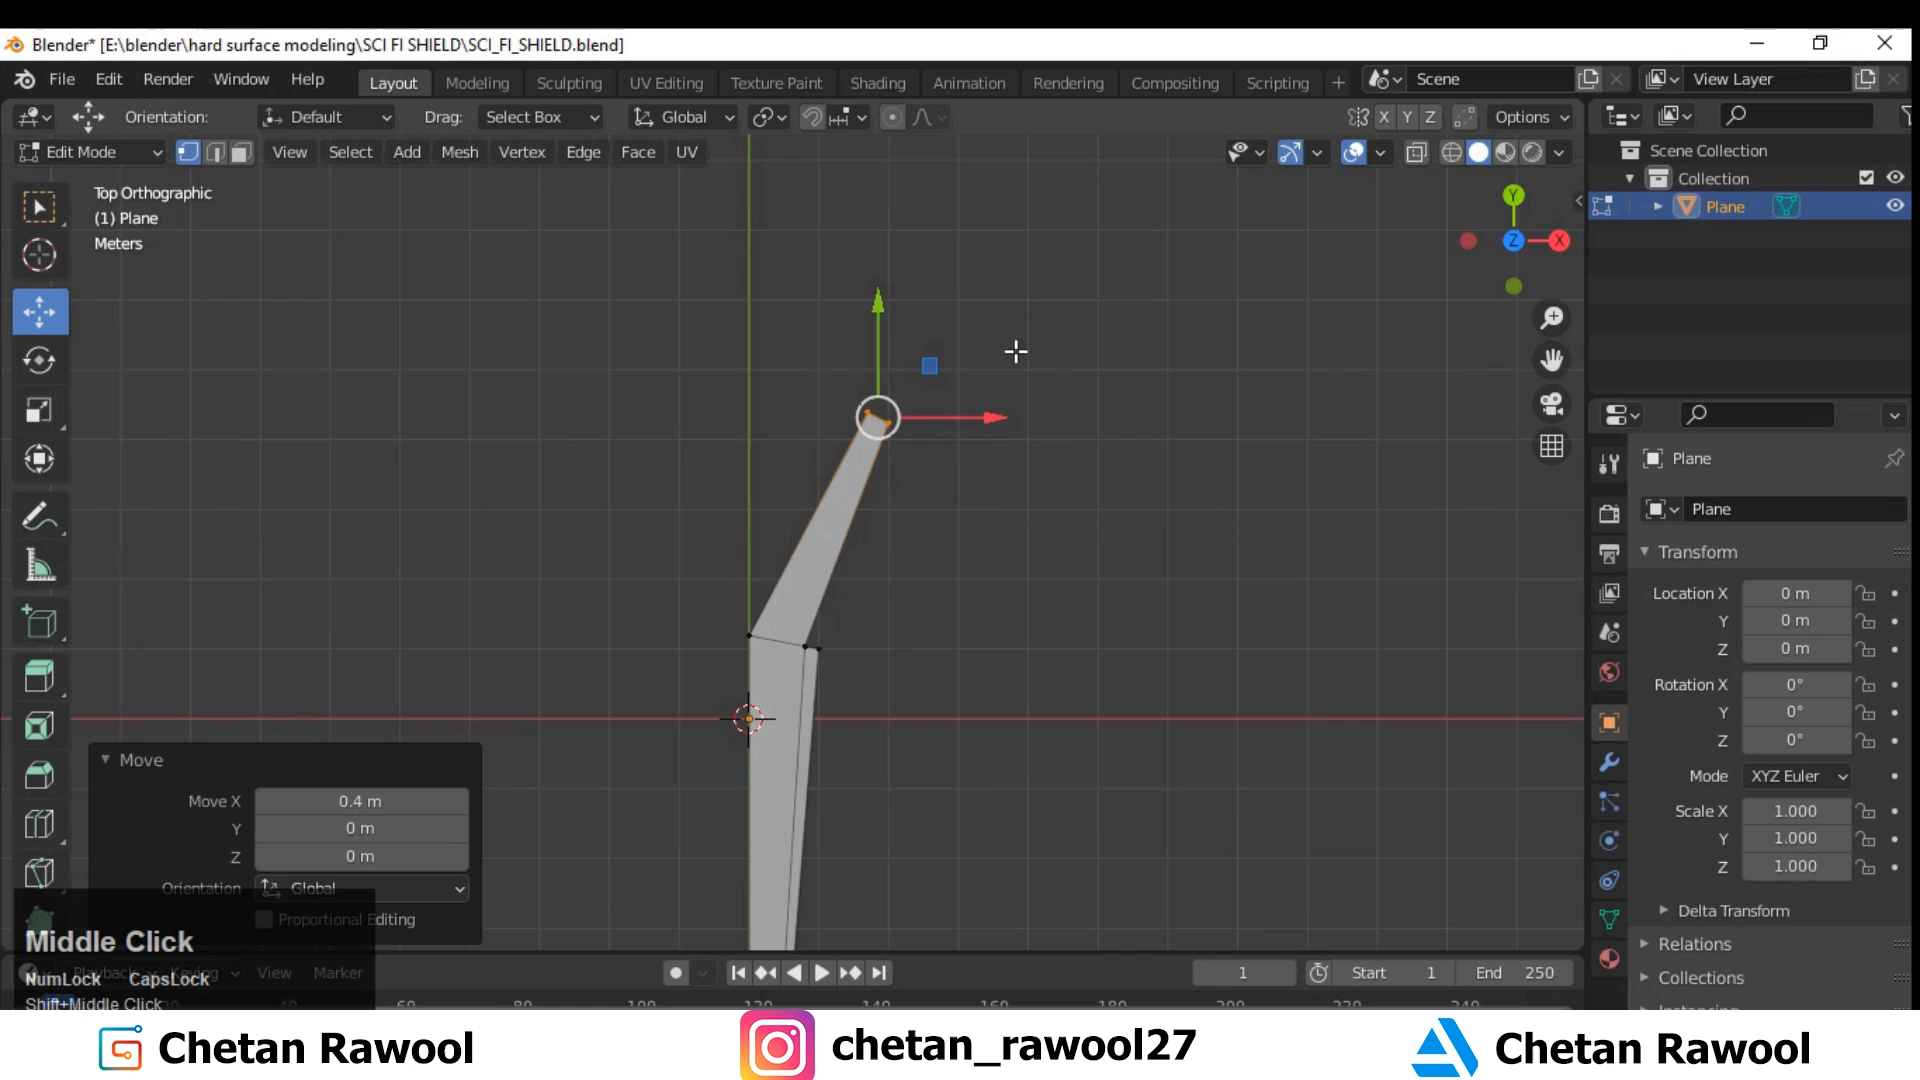 Blender* [E:\blender\hard surface modeling\SCI FI SHIELD\SCI_FI_SHIELD.blend]
File Edit Render Window Help Layout Modeling Sculpting UV Editing Texture Paint Shading Animation Rendering Compositing Scripting + Scene View Layer
Orientation: Default Drag: Select Box Global X Y Z Options
Edit Mode View Select Add Mesh Vertex Edge Face UV
Scene Collection
Collection
Plane
Top Orthographic
(1) Plane
Meters
Y
Z X
Plane
Plane
Transform
Location X 0 m
Y 0 m
Z 0 m
Rotation X 0°
Y 0°
Z 0°
Mode XYZ Euler
Scale X 1.000
Y 1.000
Z 1.000
Delta Transform
Relations
Collections
Move
Move X 0.4 m
Y 0 m
Z 0 m
Orientation Global
Proportional Editing
Middle Click
NumLock CapsLock
Shift+Middle Click
Playback Keying View Marker
1 Start 1 End 250
Chetan Rawool
chetan_rawool27
Chetan Rawool